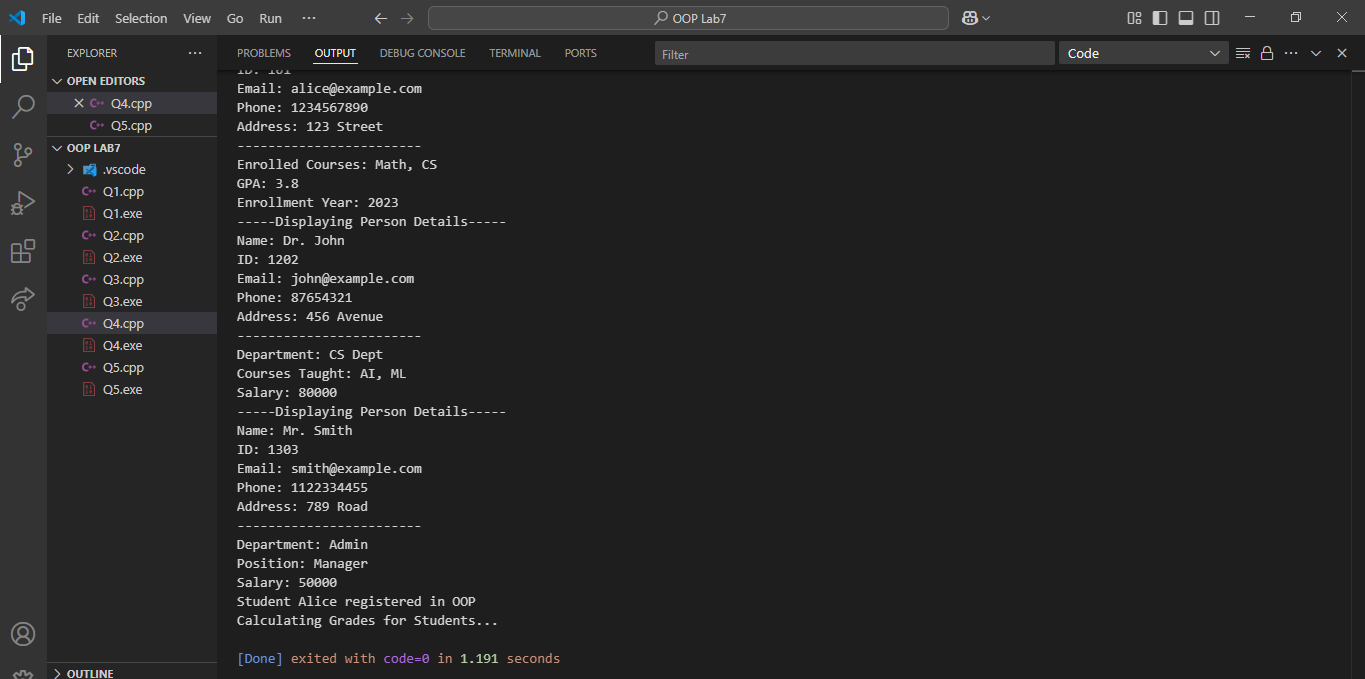 File Edit Selection View Go Run ··· OOP Lab7
EXPLORER ···
OPEN EDITORS
Q4.cpp
Q5.cpp
OOP LAB7
.vscode
Q1.cpp
Q1.exe
Q2.cpp
Q2.exe
Q3.cpp
Q3.exe
Q4.cpp
Q4.exe
Q5.cpp
Q5.exe
OUTLINE
PROBLEMS OUTPUT DEBUG CONSOLE TERMINAL PORTS Filter Code
ID: 101
Email: alice@example.com
Phone: 1234567890
Address: 123 Street
------------------------
Enrolled Courses: Math, CS
GPA: 3.8
Enrollment Year: 2023
-----Displaying Person Details-----
Name: Dr. John
ID: 1202
Email: john@example.com
Phone: 87654321
Address: 456 Avenue
------------------------
Department: CS Dept
Courses Taught: AI, ML
Salary: 80000
-----Displaying Person Details-----
Name: Mr. Smith
ID: 1303
Email: smith@example.com
Phone: 1122334455
Address: 789 Road
------------------------
Department: Admin
Position: Manager
Salary: 50000
Student Alice registered in OOP
Calculating Grades for Students...
[Done] exited with code=0 in 1.191 seconds